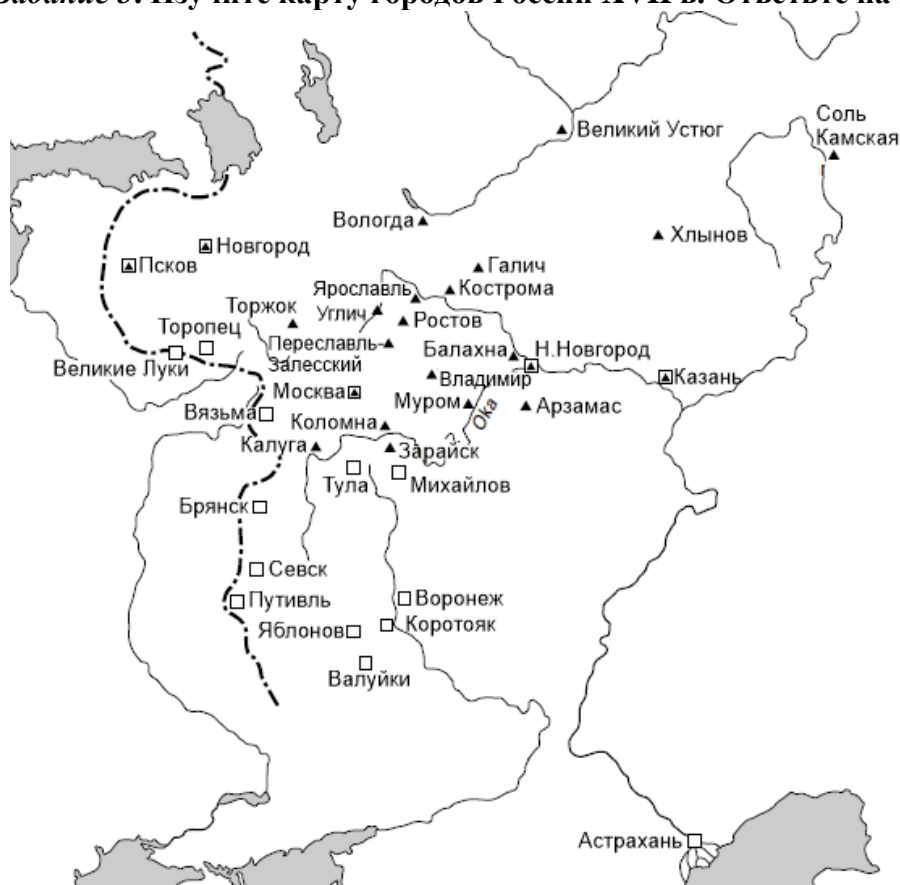 Задание 3. Изучите карту городов России XVII в. Ответьте на
Соль
Камская
Великий Устюг
Вологда
Хлынов
Новгород
Псков
Галич
Ярославль
Кострома
Торжок
Углич
Ростов
Торопец
Переславль-
Залесский
Балахна
Н.Новгород
Великие Луки
Владимир
Казань
Москва
Муром
Арзамас
Вязьма
Коломна
Ока
3.
Калуга
Зарайск
Тула
Михайлов
Брянск
Севск
Путивль
Воронеж
Яблонов
Коротояк
Валуйки
Астрахань